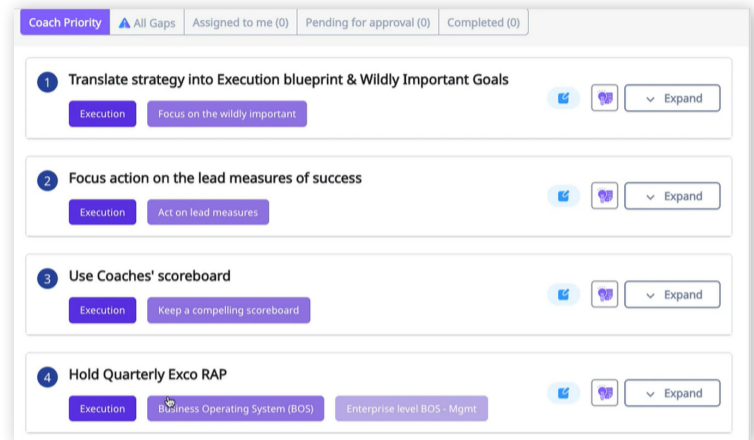 Coach Priority All Gaps Assigned to me (0) Pending for approval (0) Completed (0)
1 Translate strategy into Execution blueprint & Wildly Important Goals
Execution Focus on the wildly important Expand
2 Focus action on the lead measures of success
Execution Act on lead measures Expand
3 Use Coaches' scoreboard
Execution Keep a compelling scoreboard Expand
4 Hold Quarterly Exco RAP
Execution Business Operating System (BOS) Enterprise level BOS - Mgmt Expand